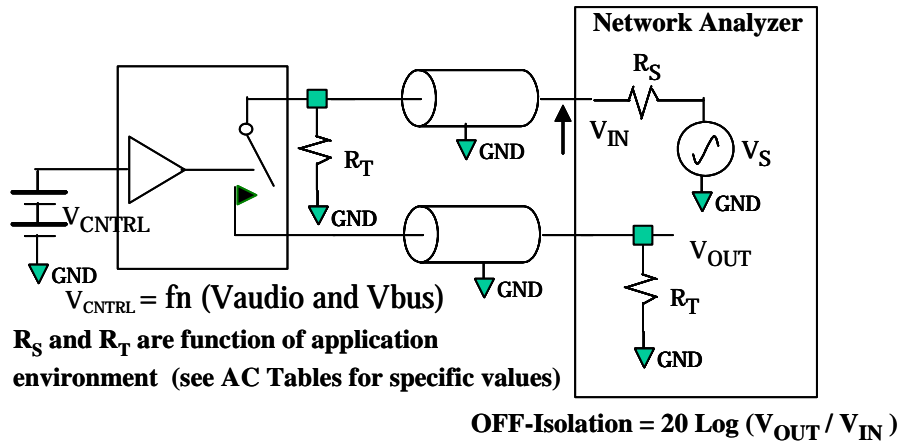 Network Analyzer
R_S
GND
V_IN
V_S
GND
R_T
GND
V_CNTRL
GND
V_OUT
GND
R_T
GND
V_CNTRL = fn (Vaudio and Vbus)
R_S and R_T are function of application
environment (see AC Tables for specific values)
OFF-Isolation = 20 Log (V_OUT / V_IN )